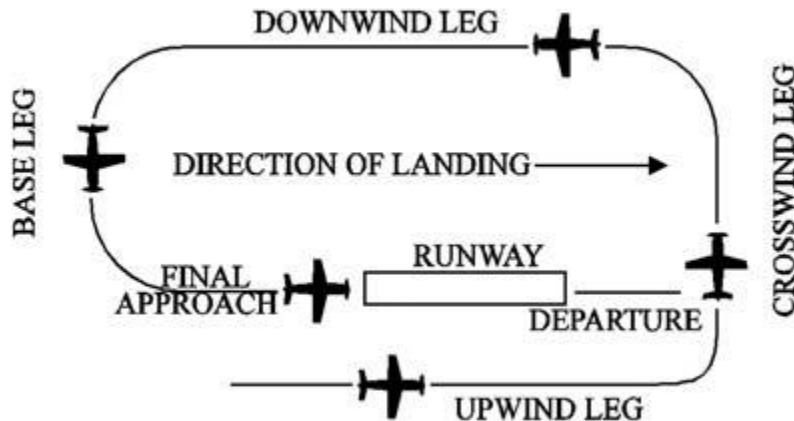 DOWNWIND LEG
BASE LEG
DIRECTION OF LANDING
CROSSWIND LEG
RUNWAY
FINAL
APPROACH
DEPARTURE
UPWIND LEG